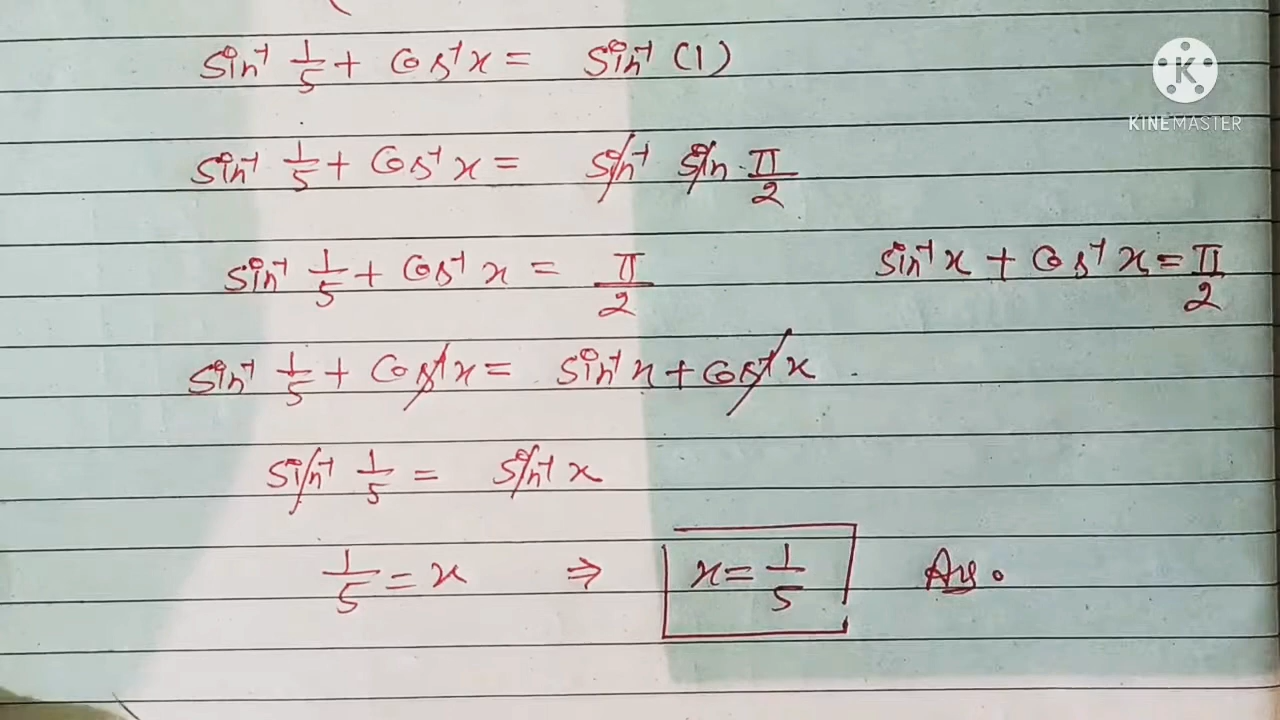 sin⁻¹ 1/5 + Cos⁻¹ x = sin⁻¹ (1)
K
KINEMASTER
sin⁻¹ 1/5 + Cos⁻¹ x = sin⁻¹ sin π/2
sin⁻¹ 1/5 + Cos⁻¹ x = π/2
sin⁻¹ x + Cos⁻¹ x = π/2
sin⁻¹ 1/5 + Cos⁻¹ x = sin⁻¹ x + Cos⁻¹ x
sin⁻¹ 1/5 = sin⁻¹ x
1/5 = x ⇒ x = 1/5 Ans.